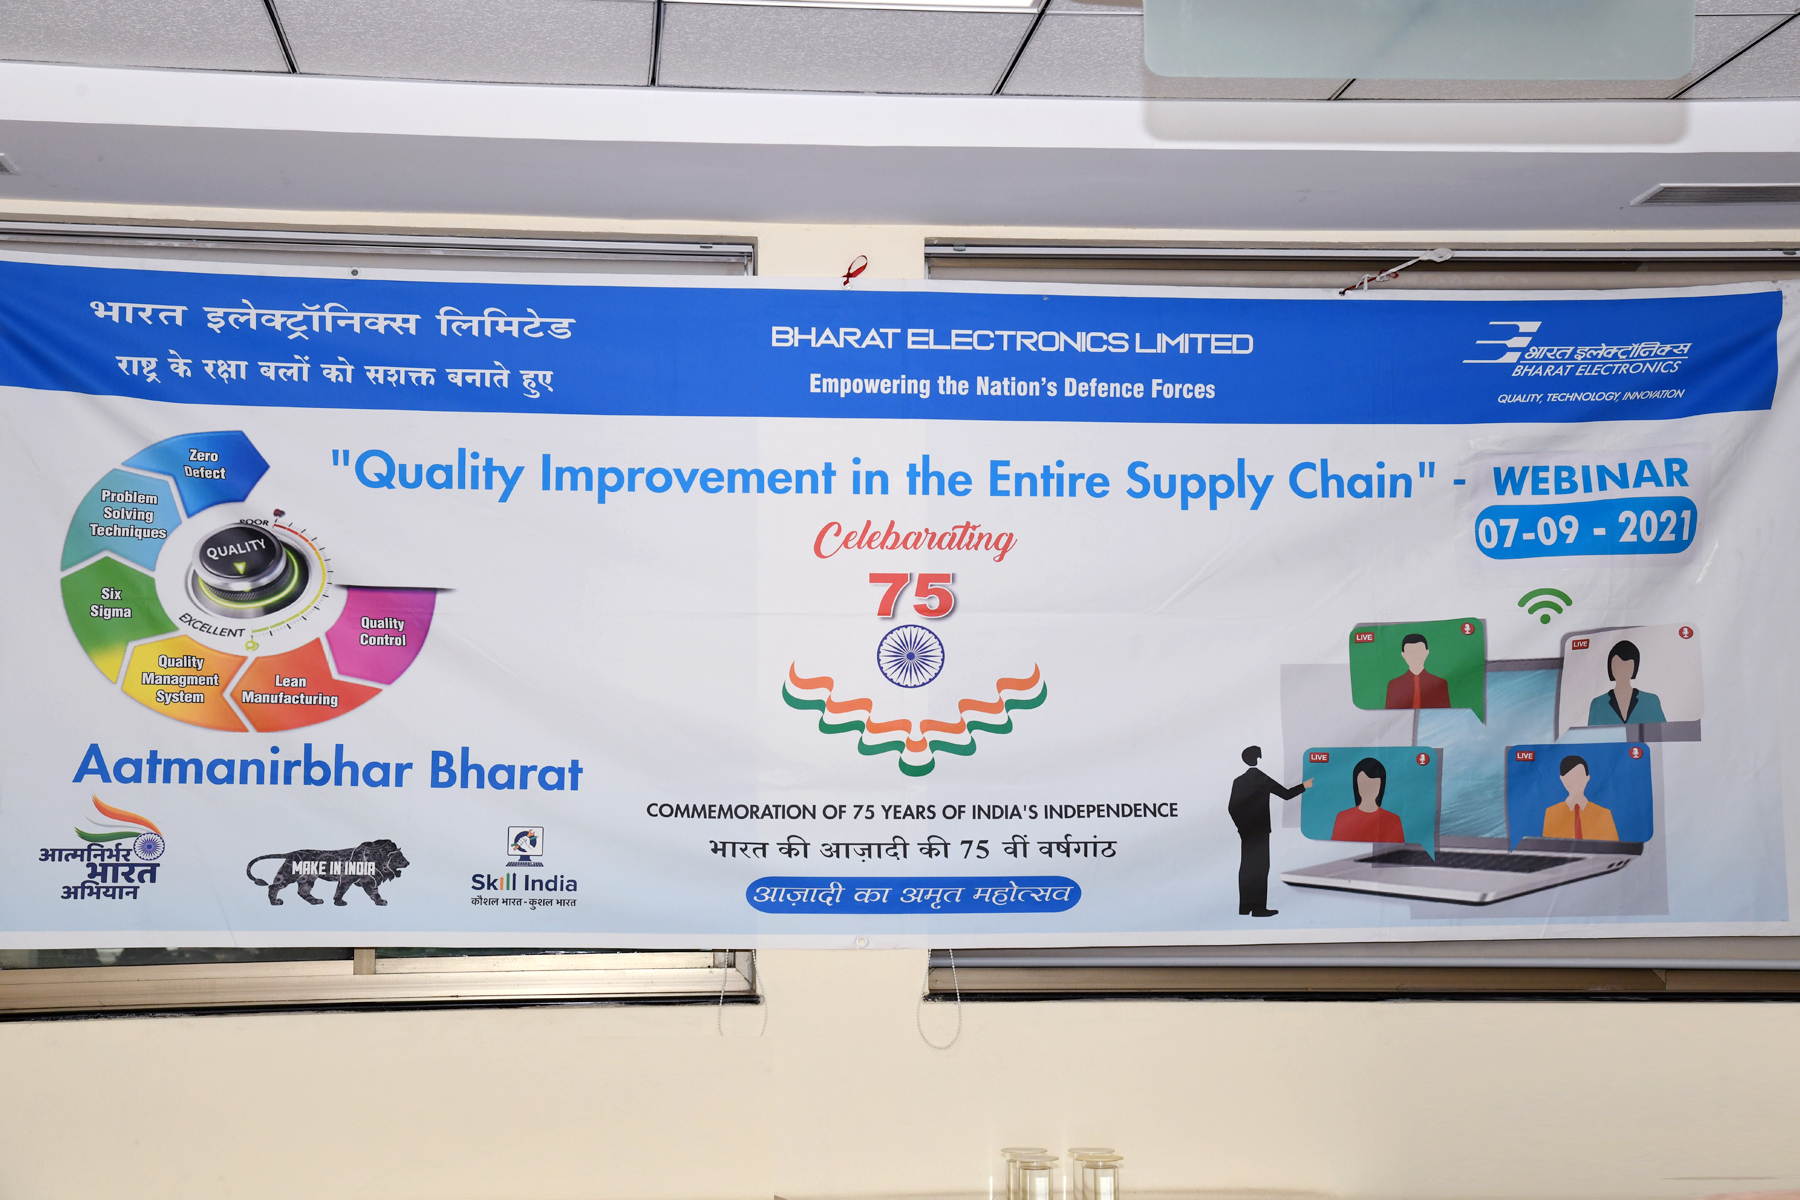 भारत इलेक्ट्रॉनिक्स लिमिटेड
राष्ट्र के रक्षा बलों को सशक्त बनाते हुए
BHARAT ELECTRONICS LIMITED
Empowering the Nation's Defence Forces
भारत इलेक्ट्रॉनिक्स
BHARAT ELECTRONICS
QUALITY, TECHNOLOGY, INNOVATION
"Quality Improvement in the Entire Supply Chain" - WEBINAR
07-09 - 2021
Zero
Defect
Problem
Solving
Techniques
Six
Sigma
Quality
Managment
System
Lean
Manufacturing
Quality
Control
POOR
QUALITY
EXCELLENT
Celebarating
75
Aatmanirbhar Bharat
आत्मनिर्भर
भारत
अभियान
MAKE IN INDIA
Skill India
कौशल भारत - कुशल भारत
COMMEMORATION OF 75 YEARS OF INDIA'S INDEPENDENCE
भारत की आज़ादी की 75 वीं वर्षगांठ
आज़ादी का अमृत महोत्सव
LIVE
LIVE
LIVE
LIVE